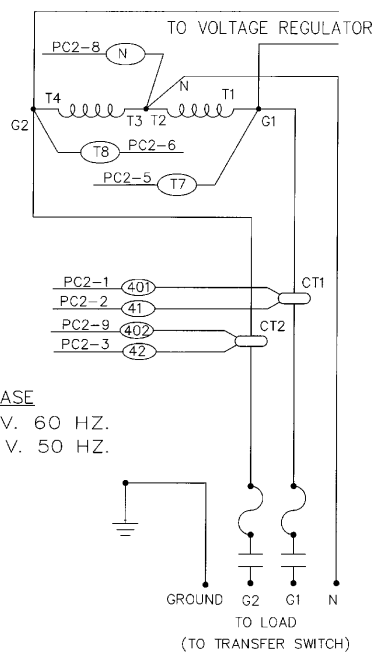 TO VOLTAGE REGULATOR
PC2-8 N
N
T4 T3 T2 T1
G2 G1
T8 PC2-6
PC2-5 T7
CT1
PC2-1 401
PC2-2 41
CT2
PC2-9 402
PC2-3 42
ASE
V. 60 HZ.
V. 50 HZ.
GROUND G2 G1 N
TO LOAD
(TO TRANSFER SWITCH)